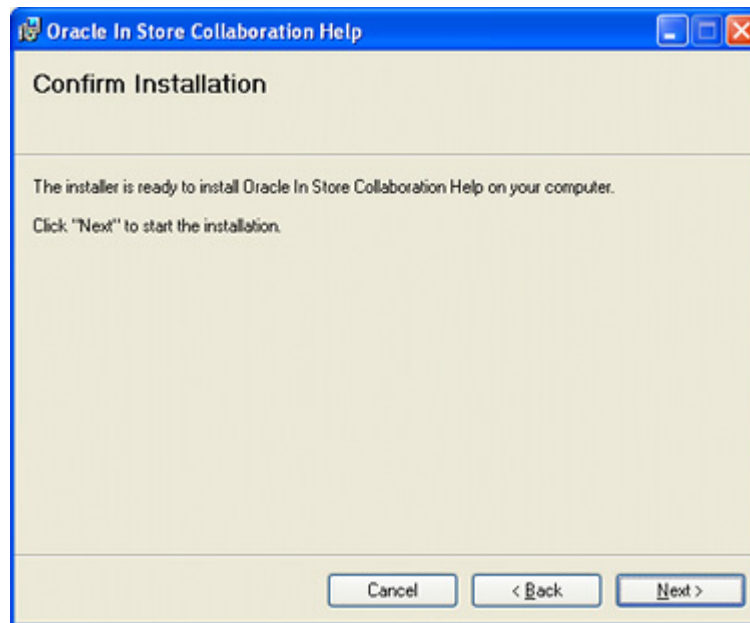 Oracle In Store Collaboration Help
Confirm Installation
The installer is ready to install Oracle In Store Collaboration Help on your computer.
Click "Next" to start the installation.
Cancel
< Back
Next >